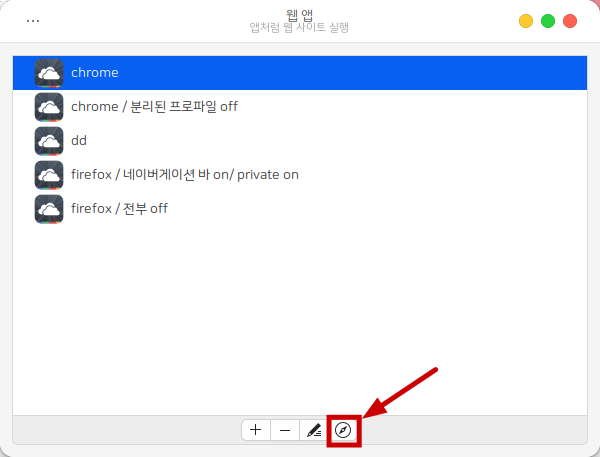 ...
웹 앱
앱처럼 웹 사이트 실행
chrome
chrome / 분리된 프로파일 off
dd
firefox / 네이버게이션 바 on/ private on
firefox / 전부 off